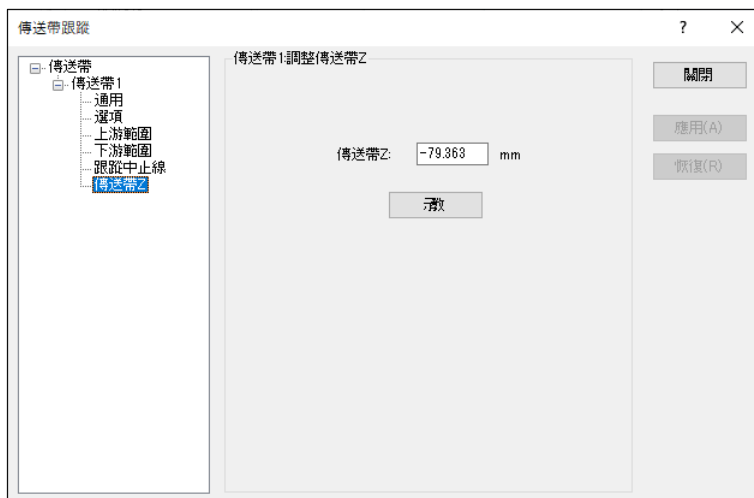 傳送帶跟蹤
? ×
傳送帶
傳送帶1
通用
選項
上游範圍
下游範圍
跟蹤中止線
傳送帶Z
傳送帶1:調整傳送帶Z
傳送帶Z: -79.363 mm
示教
關閉
應用(A)
恢復(R)